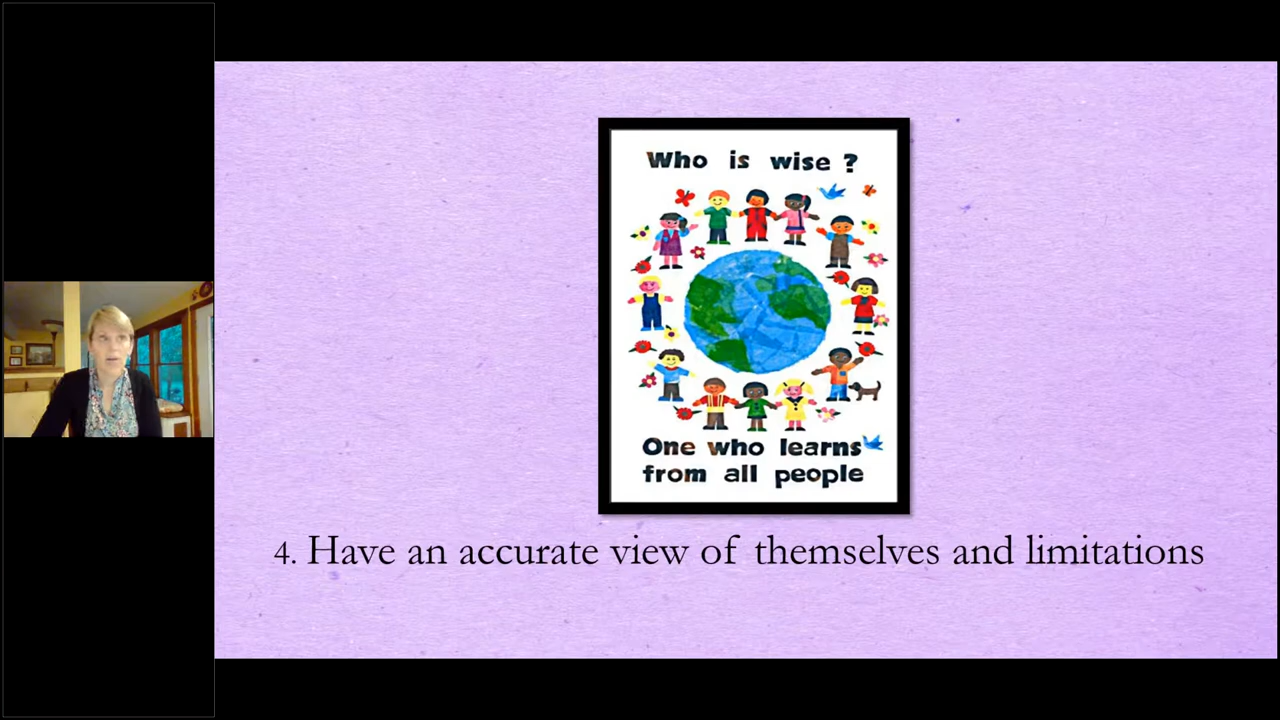 Who is wise ?
One who learns
from all people
4. Have an accurate view of themselves and limitations